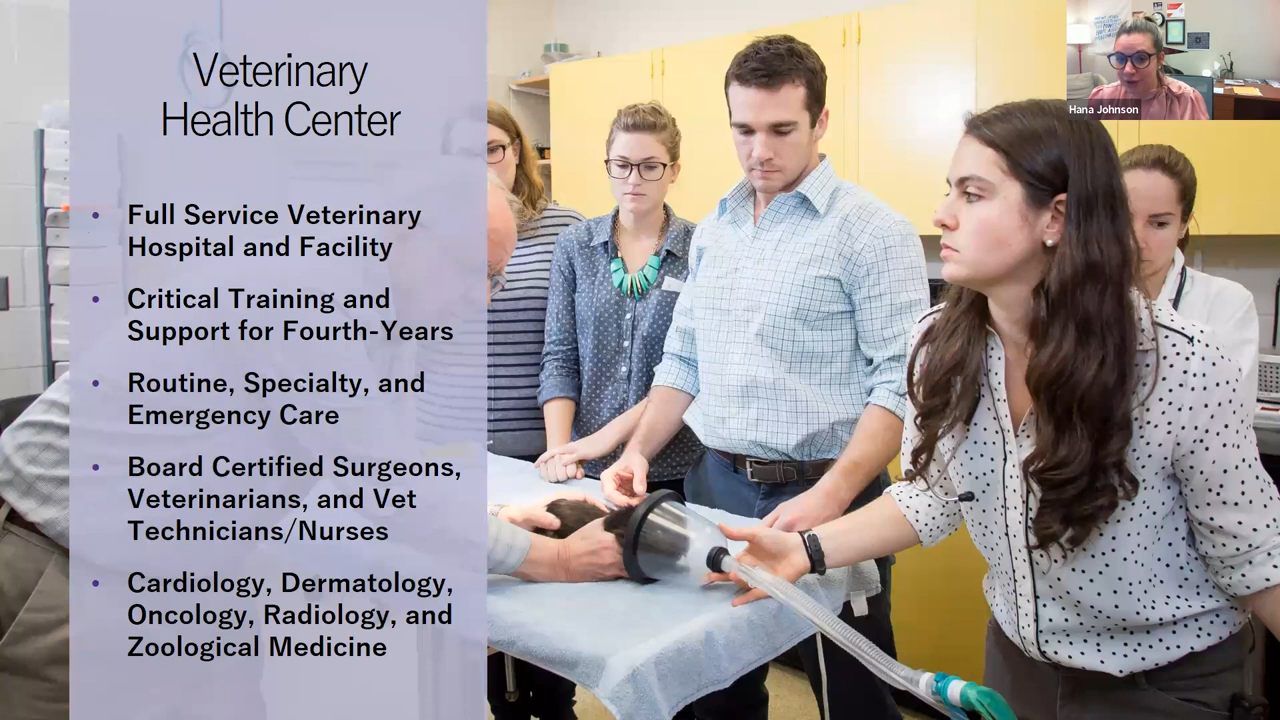 Veterinary
Health Center
• Full Service Veterinary
Hospital and Facility
• Critical Training and
Support for Fourth-Years
• Routine, Specialty, and
Emergency Care
• Board Certified Surgeons,
Veterinarians, and Vet
Technicians/Nurses
• Cardiology, Dermatology,
Oncology, Radiology, and
Zoological Medicine
Hana Johnson